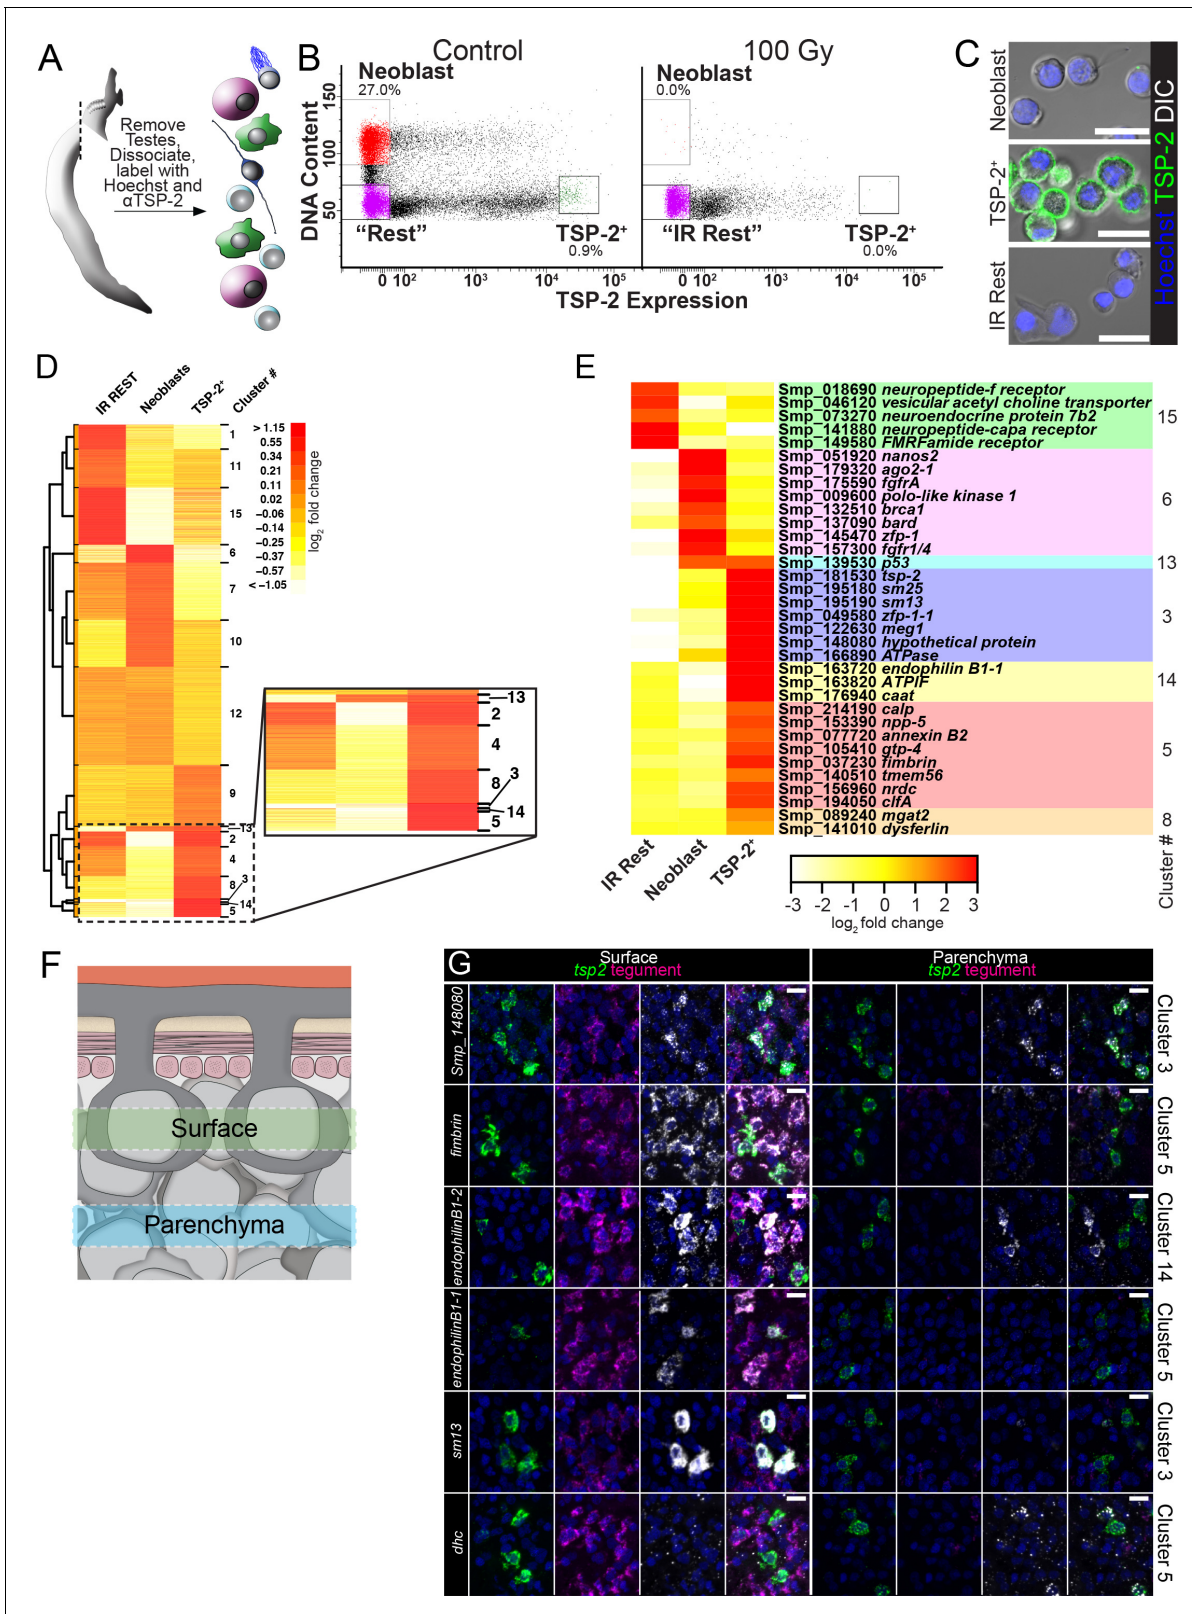 A
Remove
Testes,
Dissociate,
label with
Hoechst and
αTSP-2
B
Control
100 Gy
Neoblast
27.0%
Neoblast
0.0%
DNA Content
150
100
50
"Rest"
TSP-2+
0.9%
"IR Rest"
TSP-2+
0.0%
0 10² 10³ 10⁴ 10⁵
0 10² 10³ 10⁴ 10⁵
TSP-2 Expression
C
Neoblast
TSP-2+
IR Rest
Hoechst TSP-2 DIC
D
IR REST
Neoblasts
TSP-2+
Cluster #
1
11
15
6
7
10
12
9
13
2
4
3
8
14
5
> 1.15
0.55
0.34
0.21
0.11
0.02
−0.06
−0.14
−0.25
−0.37
−0.57
< −1.05
log2 fold change
13
2
4
3
8
14
5
E
Smp_018690 neuropeptide-f receptor
Smp_046120 vesicular acetyl choline transporter
Smp_073270 neuroendocrine protein 7b2
Smp_141880 neuropeptide-capa receptor
Smp_149580 FMRFamide receptor
Smp_051920 nanos2
Smp_179320 ago2-1
Smp_175590 fgfrA
Smp_009600 polo-like kinase 1
Smp_132510 brca1
Smp_137090 bard
Smp_145470 zfp-1
Smp_157300 fgfr1/4
Smp_139530 p53
Smp_181530 tsp-2
Smp_195180 sm25
Smp_195190 sm13
Smp_049580 zfp-1-1
Smp_122630 meg1
Smp_148080 hypothetical protein
Smp_166890 ATPase
Smp_163720 endophilin B1-1
Smp_163820 ATPIF
Smp_176940 caat
Smp_214190 calp
Smp_153390 npp-5
Smp_077720 annexin B2
Smp_105410 gtp-4
Smp_037230 fimbrin
Smp_140510 tmem56
Smp_156960 nrdc
Smp_194050 clfA
Smp_089240 mgat2
Smp_141010 dysferlin
15
6
13
3
14
5
8
Cluster #
IR Rest
Neoblast
TSP-2+
-3 -2 -1 0 1 2 3
log2 fold change
F
Surface
Parenchyma
G
Surface
tsp2 tegument
Parenchyma
tsp2 tegument
Smp_148080
Cluster 3
fimbrin
Cluster 5
endophilinB1-2
Cluster 14
endophilinB1-1
Cluster 5
sm13
Cluster 3
dhc
Cluster 5